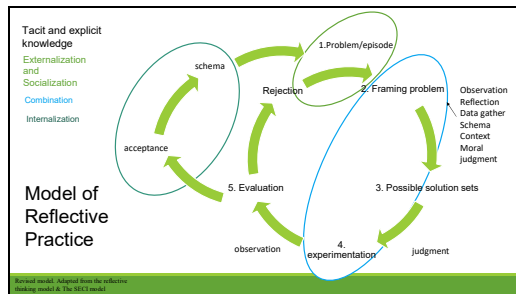 Tacit and explicit
knowledge
Externalization
and
Socialization
Combination
Internalization
schema
1.Problem/episode
Rejection
2. Framing problem
Observation
Reflection
Data gather
Schema
Context
Moral
judgment
acceptance
5. Evaluation
3. Possible solution sets
Model of
Reflective
Practice
observation
4.
experimentation
judgment
Revised model. Adapted from the reflective
thinking model & The SECI model